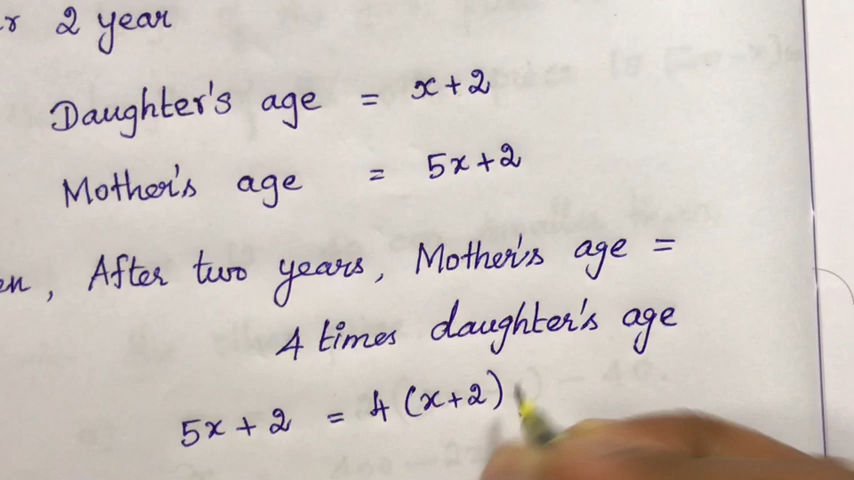 2 year
Daughter's age = x+2
Mother's age = 5x+2
, After two years, Mother's age =
4 times daughter's age
5x + 2 = 4 (x+2)